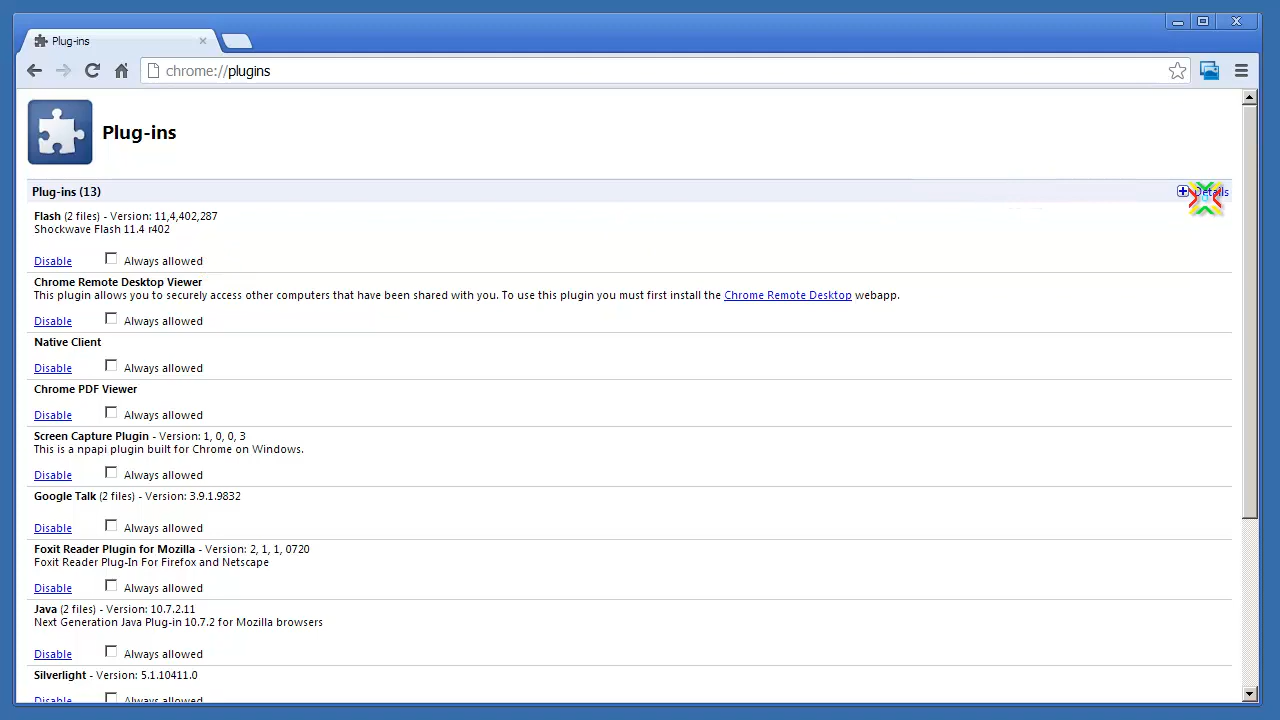 Plug-ins
chrome://plugins
Plug-ins
Plug-ins (13)
Details
Flash (2 files) - Version: 11,4,402,287
Shockwave Flash 11.4 r402
Disable Always allowed
Chrome Remote Desktop Viewer
This plugin allows you to securely access other computers that have been shared with you. To use this plugin you must first install the Chrome Remote Desktop webapp.
Disable Always allowed
Native Client
Disable Always allowed
Chrome PDF Viewer
Disable Always allowed
Screen Capture Plugin - Version: 1, 0, 0, 3
This is a npapi plugin built for Chrome on Windows.
Disable Always allowed
Google Talk (2 files) - Version: 3.9.1.9832
Disable Always allowed
Foxit Reader Plugin for Mozilla - Version: 2, 1, 1, 0720
Foxit Reader Plug-In For Firefox and Netscape
Disable Always allowed
Java (2 files) - Version: 10.7.2.11
Next Generation Java Plug-in 10.7.2 for Mozilla browsers
Disable Always allowed
Silverlight - Version: 5.1.10411.0
Disable Always allowed